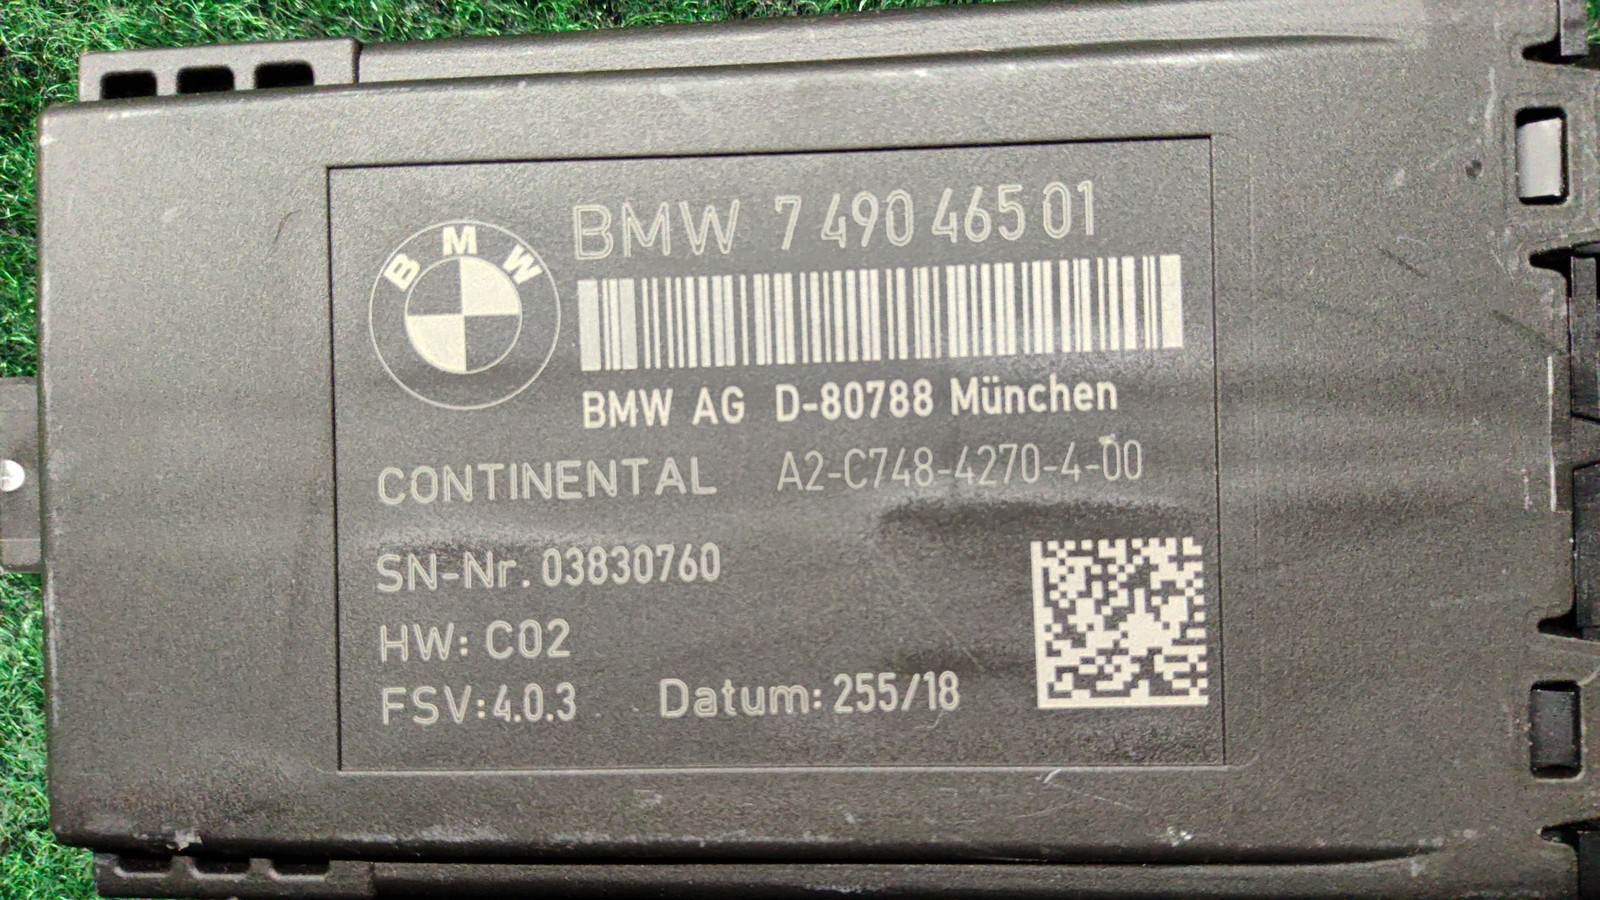 BMW
BMW 7 490 465 01
BMW AG D-80788 München
CONTINENTAL A2-C748-4270-4-00
SN-Nr. 03830760
HW: C02
FSV:4.0.3 Datum: 255/18